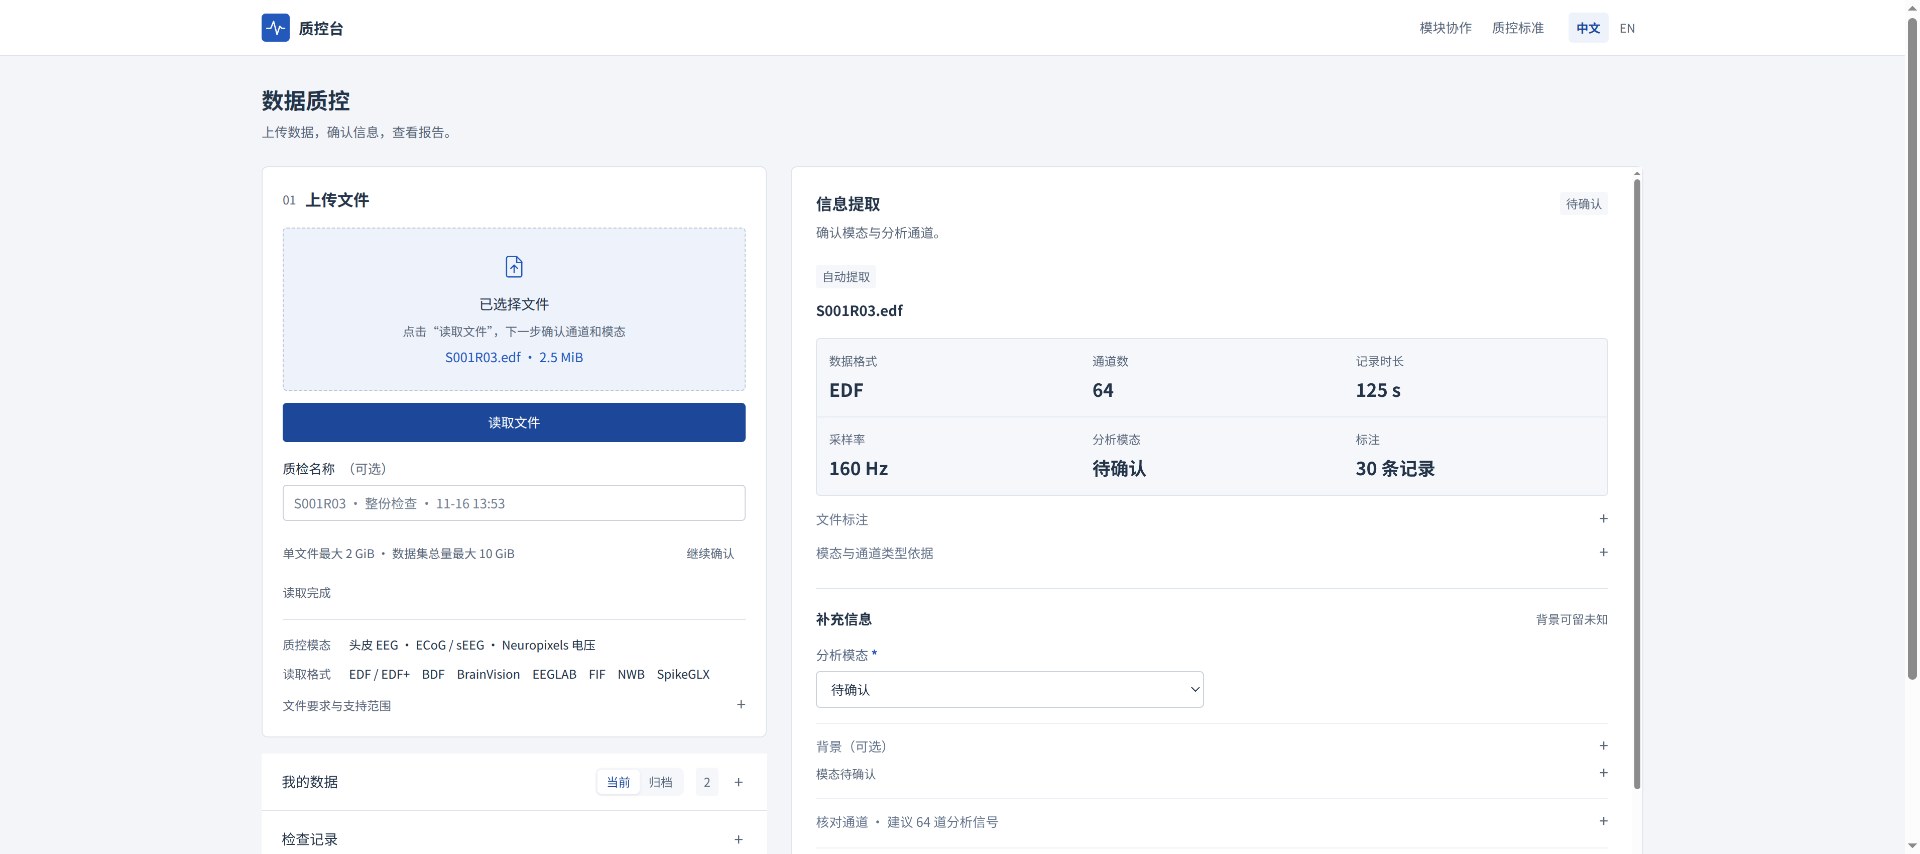 质控台
模块协作 质控标准 中文 EN
数据质控
上传数据，确认信息，查看报告。
01 上传文件
已选择文件
点击“读取文件”，下一步确认通道和模态
S001R03.edf · 2.5 MiB
读取文件
质检名称 （可选）
S001R03 · 整份检查 · 11-16 13:53
单文件最大 2 GiB · 数据集总量最大 10 GiB 继续确认
读取完成
质控模态 头皮 EEG · ECoG / sEEG · Neuropixels 电压
读取格式 EDF / EDF+ BDF BrainVision EEGLAB FIF NWB SpikeGLX
文件要求与支持范围 +
我的数据 当前 归档 2 +
检查记录 +
信息提取 待确认
确认模态与分析通道。
自动提取
S001R03.edf
数据格式 通道数 记录时长
EDF 64 125 s
采样率 分析模态 标注
160 Hz 待确认 30 条记录
文件标注 +
模态与通道类型依据 +
补充信息 背景可留未知
分析模态 *
待确认
背景（可选） +
模态待确认 +
核对通道 · 建议 64 道分析信号 +